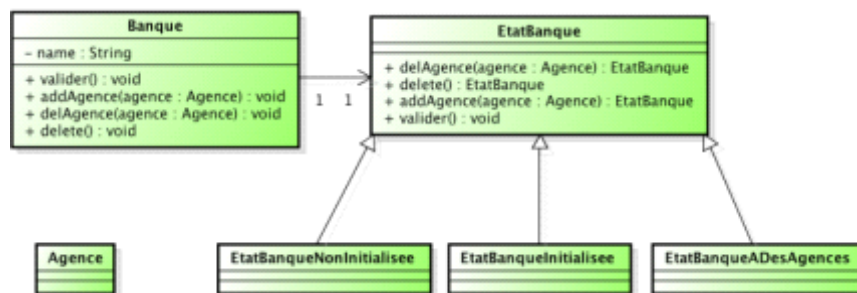 Banque
- name : String
+ valider() : void
+ addAgence(agence : Agence) : void
+ delAgence(agence : Agence) : void
+ delete() : void
1 1
EtatBanque
+ delAgence(agence : Agence) : EtatBanque
+ delete() : EtatBanque
+ addAgence(agence : Agence) : EtatBanque
+ valider() : void
Agence
EtatBanqueNonInitialisee
EtatBanqueInitialisee
EtatBanqueADesAgences